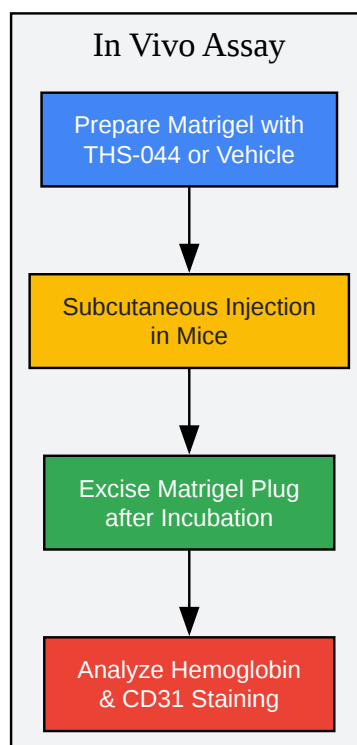 In Vivo Assay
Prepare Matrigel with
THS-044 or Vehicle
Subcutaneous Injection
in Mice
Excise Matrigel Plug
after Incubation
Analyze Hemoglobin
& CD31 Staining